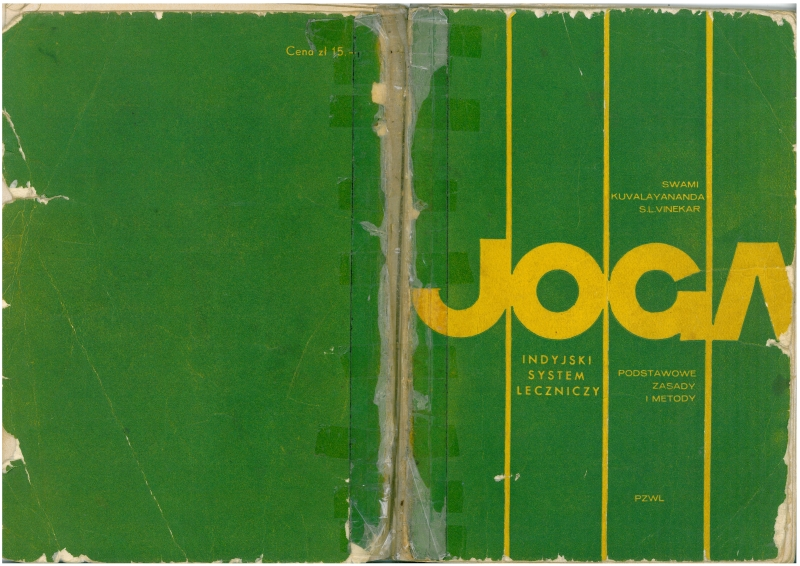 Cena zł 15.-
SWAMI
KUVALAYANANDA
S.L.VINEKAR
JOGA
INDYJSKI
SYSTEM
LECZNICZY
PODSTAWOWE
ZASADY
I METODY
PZWL